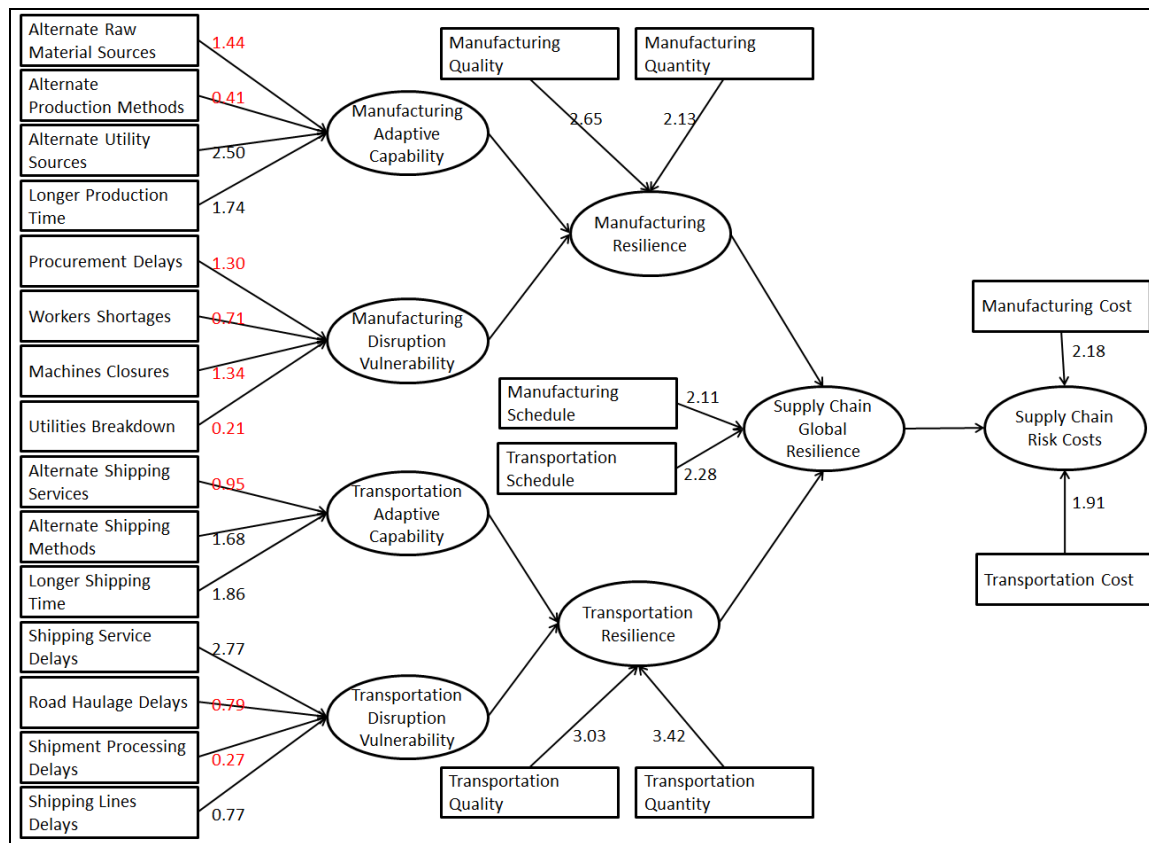 Alternate Raw
Material Sources
1.44
Alternate
Production Methods
0.41
Alternate Utility
Sources
2.50
Longer Production
Time
1.74
Procurement Delays
1.30
Workers Shortages
0.71
Machines Closures
1.34
Utilities Breakdown
0.21
Alternate Shipping
Services
0.95
Alternate Shipping
Methods
1.68
Longer Shipping
Time
1.86
Shipping Service
Delays
2.77
Road Haulage Delays
0.79
Shipment Processing
Delays
0.27
Shipping Lines
Delays
0.77
Manufacturing
Adaptive
Capability
Manufacturing
Disruption
Vulnerability
Transportation
Adaptive
Capability
Transportation
Disruption
Vulnerability
Manufacturing
Quality
2.65
Manufacturing
Quantity
2.13
Manufacturing
Resilience
Manufacturing
Schedule
2.11
Transportation
Schedule
2.28
Transportation
Resilience
3.03
3.42
Transportation
Quality
Transportation
Quantity
Supply Chain
Global
Resilience
Manufacturing Cost
2.18
Supply Chain
Risk Costs
1.91
Transportation Cost